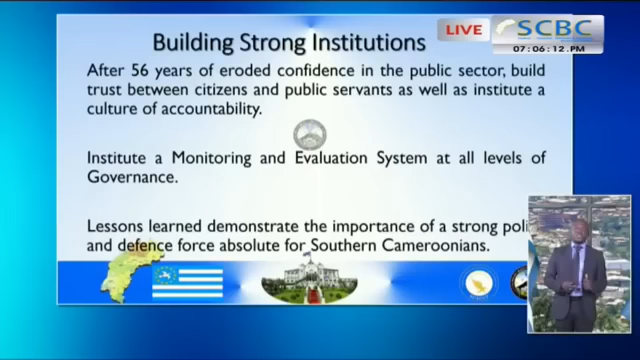 LIVE
SCBC
07:06:12 PM
Building Strong Institutions
After 56 years of eroded confidence in the public sector, build
trust between citizens and public servants as well as institute a
culture of accountability.
Institute a Monitoring and Evaluation System at all levels of
Governance.
Lessons learned demonstrate the importance of a strong poli
and defence force absolute for Southern Cameroonians.